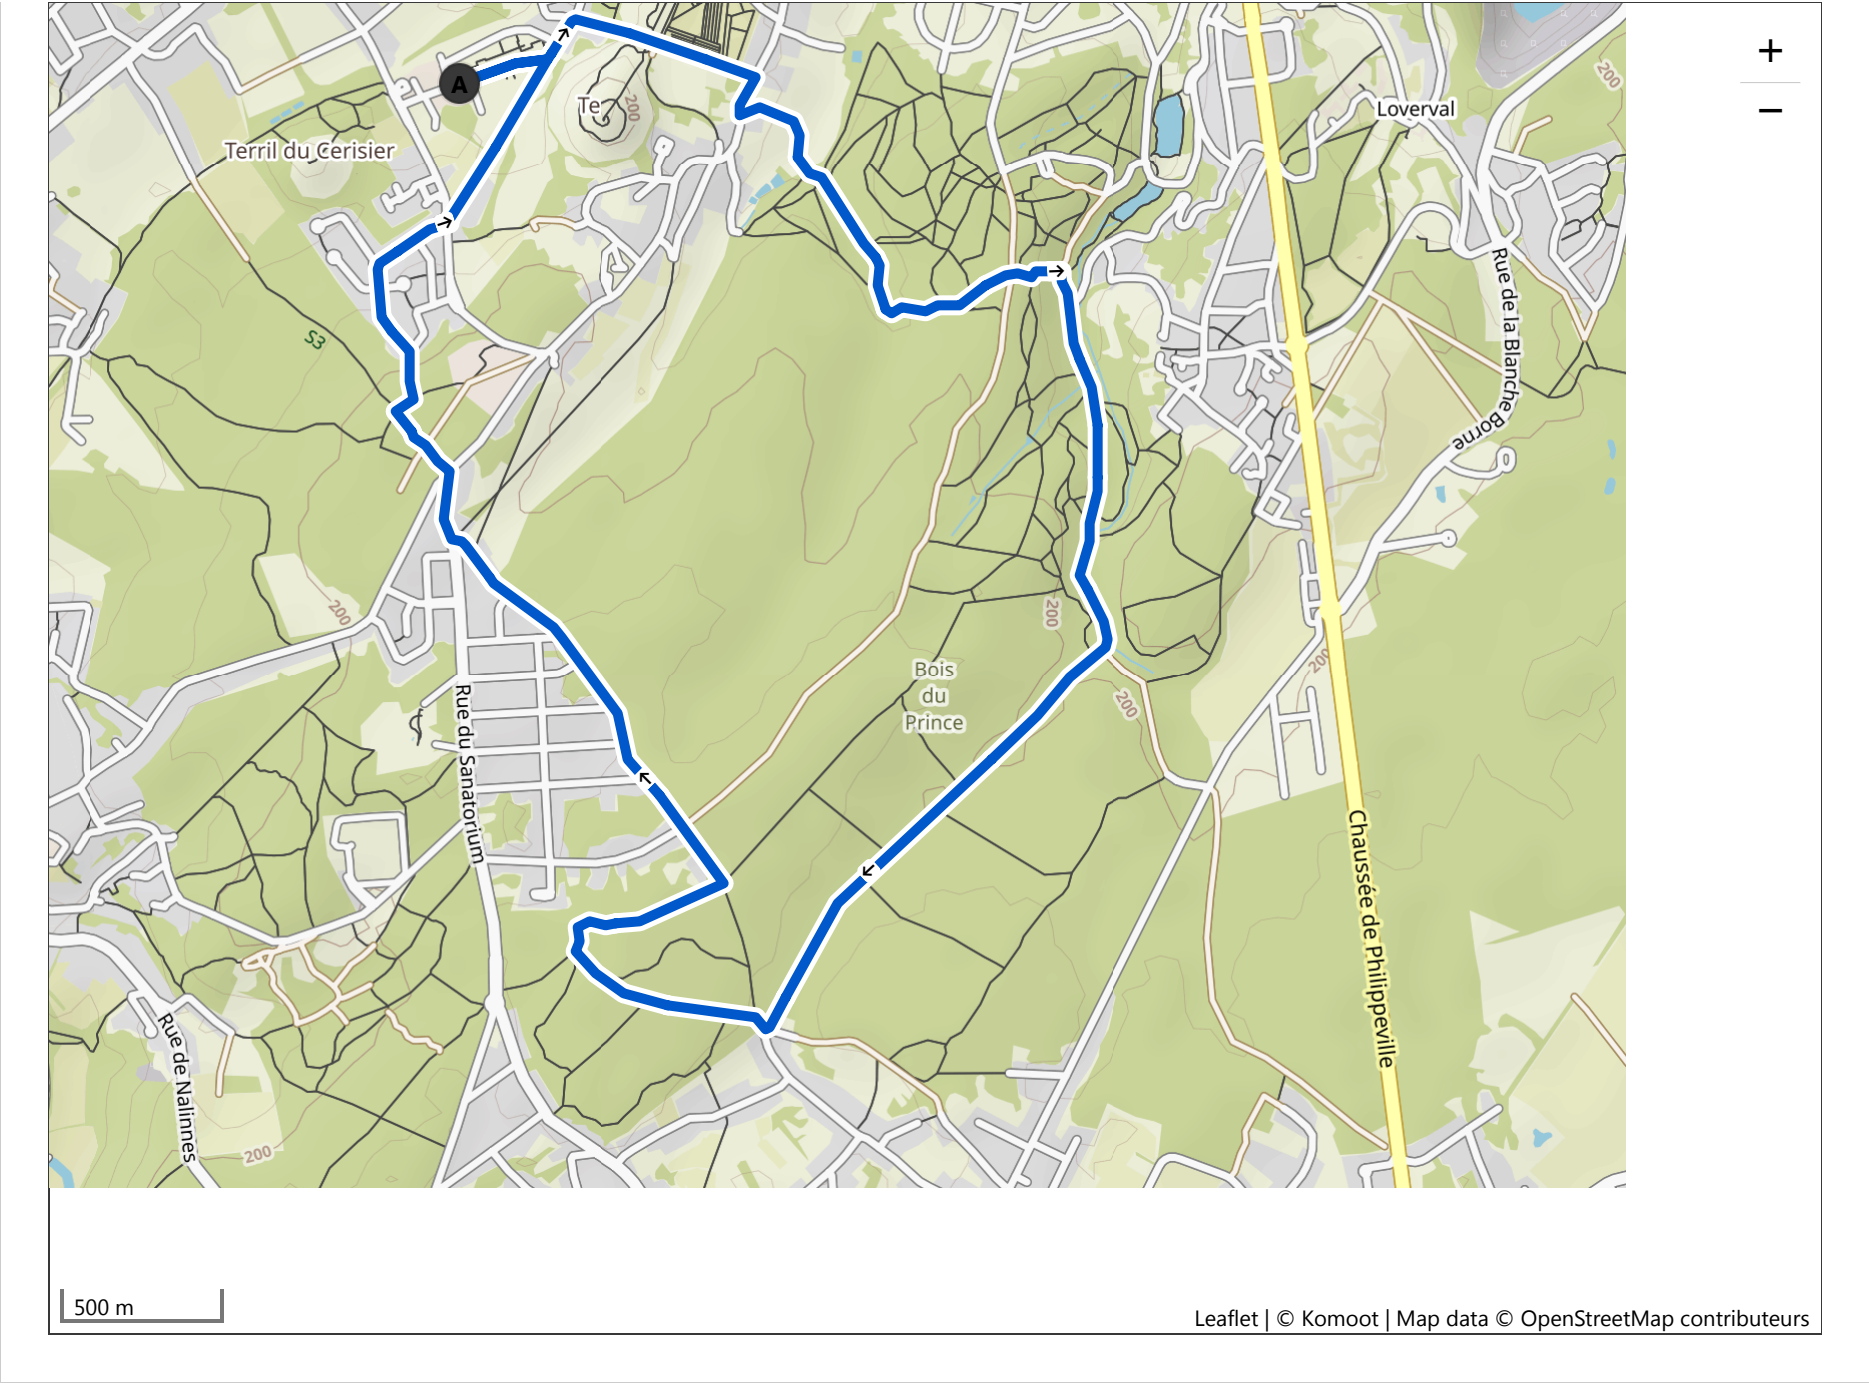 A
Te
200
Terril du Cerisier
Loverval
200
+
−
S3
Rue de la Blanche Borne
200
200
200
200
Bois
du
Prince
Rue du Sanatorium
Chaussée de Philippeville
Rue de Nalinnes
200
500 m
Leaflet | © Komoot | Map data © OpenStreetMap contributeurs